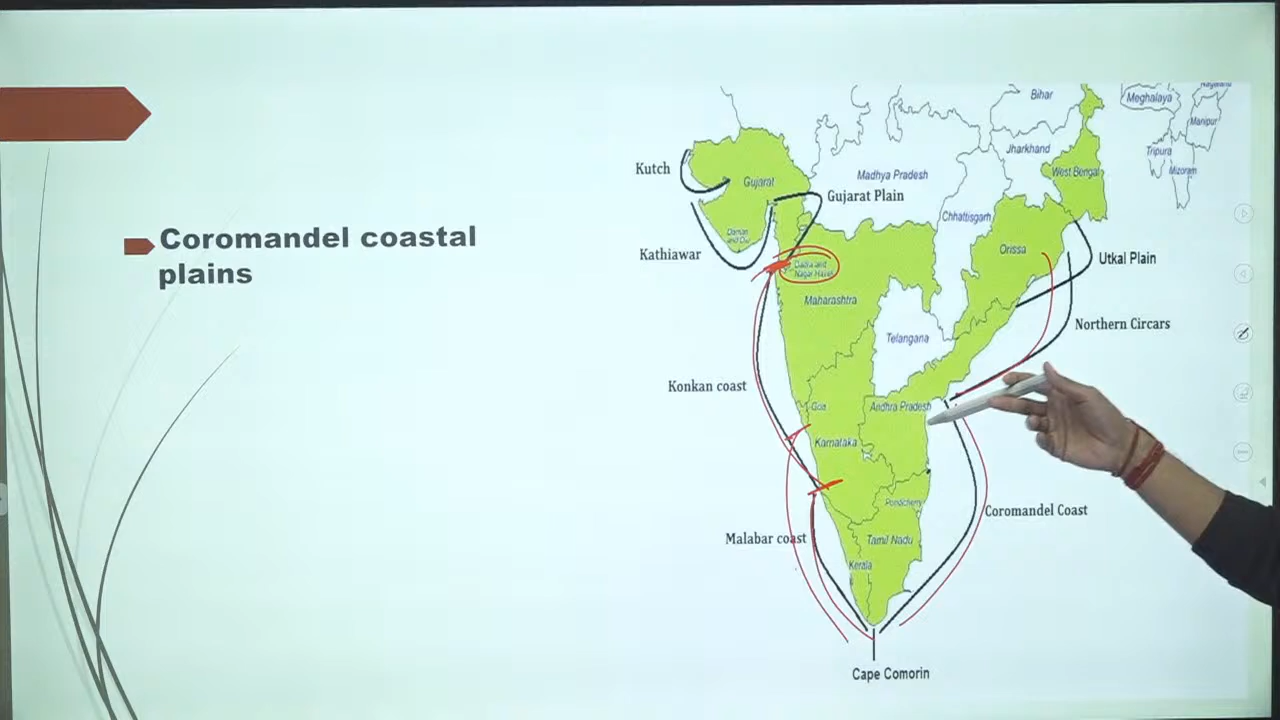 Coromandel coastal
plains
Bihar
Meghalaya
Manipur
Jharkhand
Tripura
Mizoram
West Bengal
Kutch
Gujarat
Madhya Pradesh
Gujarat Plain
Chhattisgarh
Daman
and Diu
Kathiawar
Orissa
Utkal Plain
Dadra and
Nagar Haveli
Maharashtra
Northern Circars
Telangana
Konkan coast
Goa
Andhra Pradesh
Karnataka
Pondicherry
Coromandel Coast
Malabar coast
Tamil Nadu
Kerala
Cape Comorin